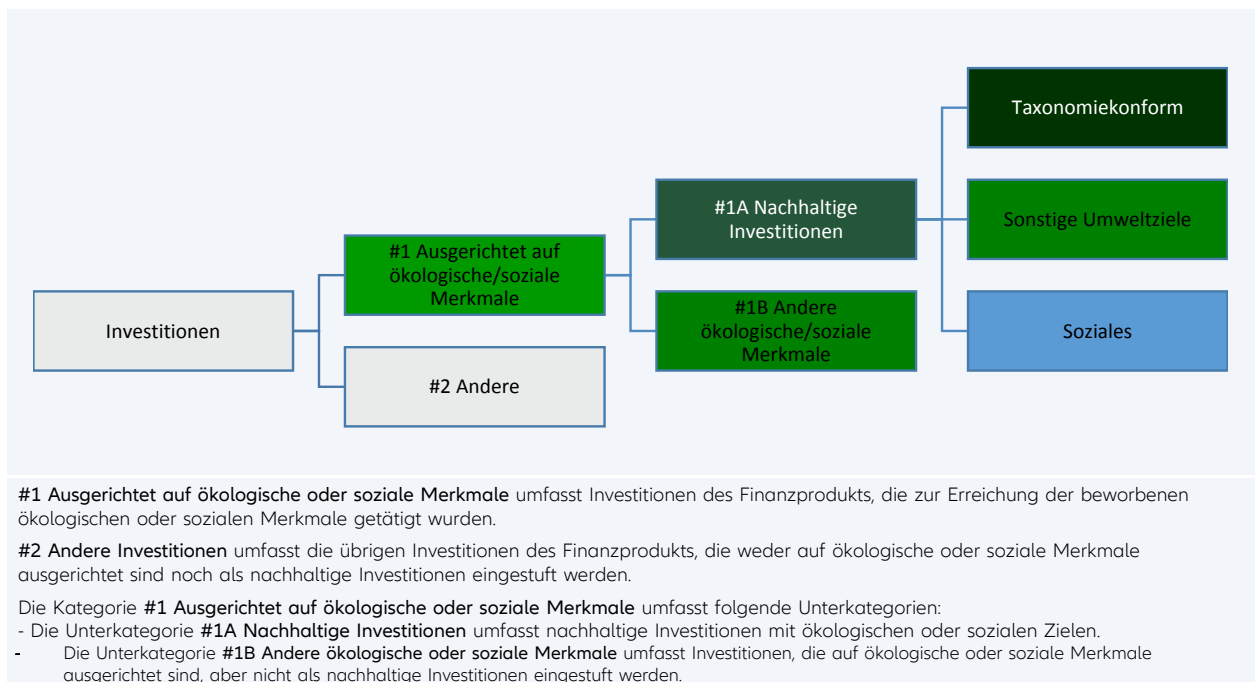 Taxonomiekonform
#1A Nachhaltige
Investitionen
Sonstige Umweltziele
#1 Ausgerichtet auf
ökologische/soziale
Merkmale
#1B Andere
ökologische/soziale
Merkmale
Investitionen
Soziales
#2 Andere
#1 Ausgerichtet auf ökologische oder soziale Merkmale umfasst Investitionen des Finanzprodukts, die zur Erreichung der beworbenen
ökologischen oder sozialen Merkmale getätigt wurden.
#2 Andere Investitionen umfasst die übrigen Investitionen des Finanzprodukts, die weder auf ökologische oder soziale Merkmale
ausgerichtet sind noch als nachhaltige Investitionen eingestuft werden.
Die Kategorie #1 Ausgerichtet auf ökologische oder soziale Merkmale umfasst folgende Unterkategorien:
- Die Unterkategorie #1A Nachhaltige Investitionen umfasst nachhaltige Investitionen mit ökologischen oder sozialen Zielen.
- Die Unterkategorie #1B Andere ökologische oder soziale Merkmale umfasst Investitionen, die auf ökologische oder soziale Merkmale
ausgerichtet sind, aber nicht als nachhaltige Investitionen eingestuft werden.